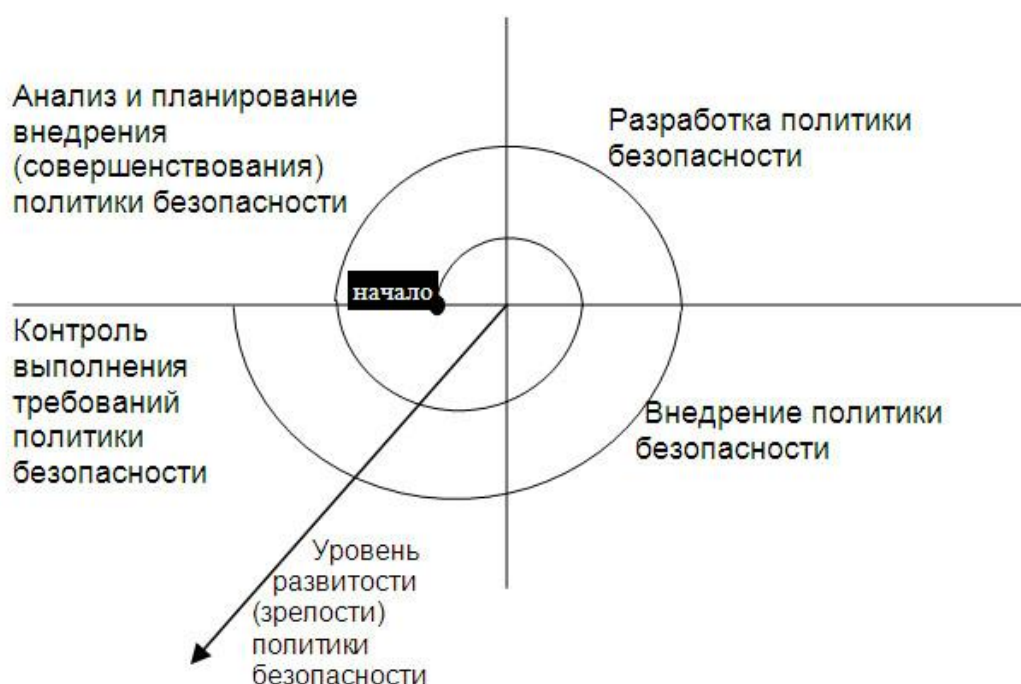 Анализ и планирование
внедрения
(совершенствования)
политики безопасности
Разработка политики
безопасности
начало
Контроль
выполнения
требований
политики
безопасности
Внедрение политики
безопасности
Уровень
развитости
(зрелости)
политики
безопасности